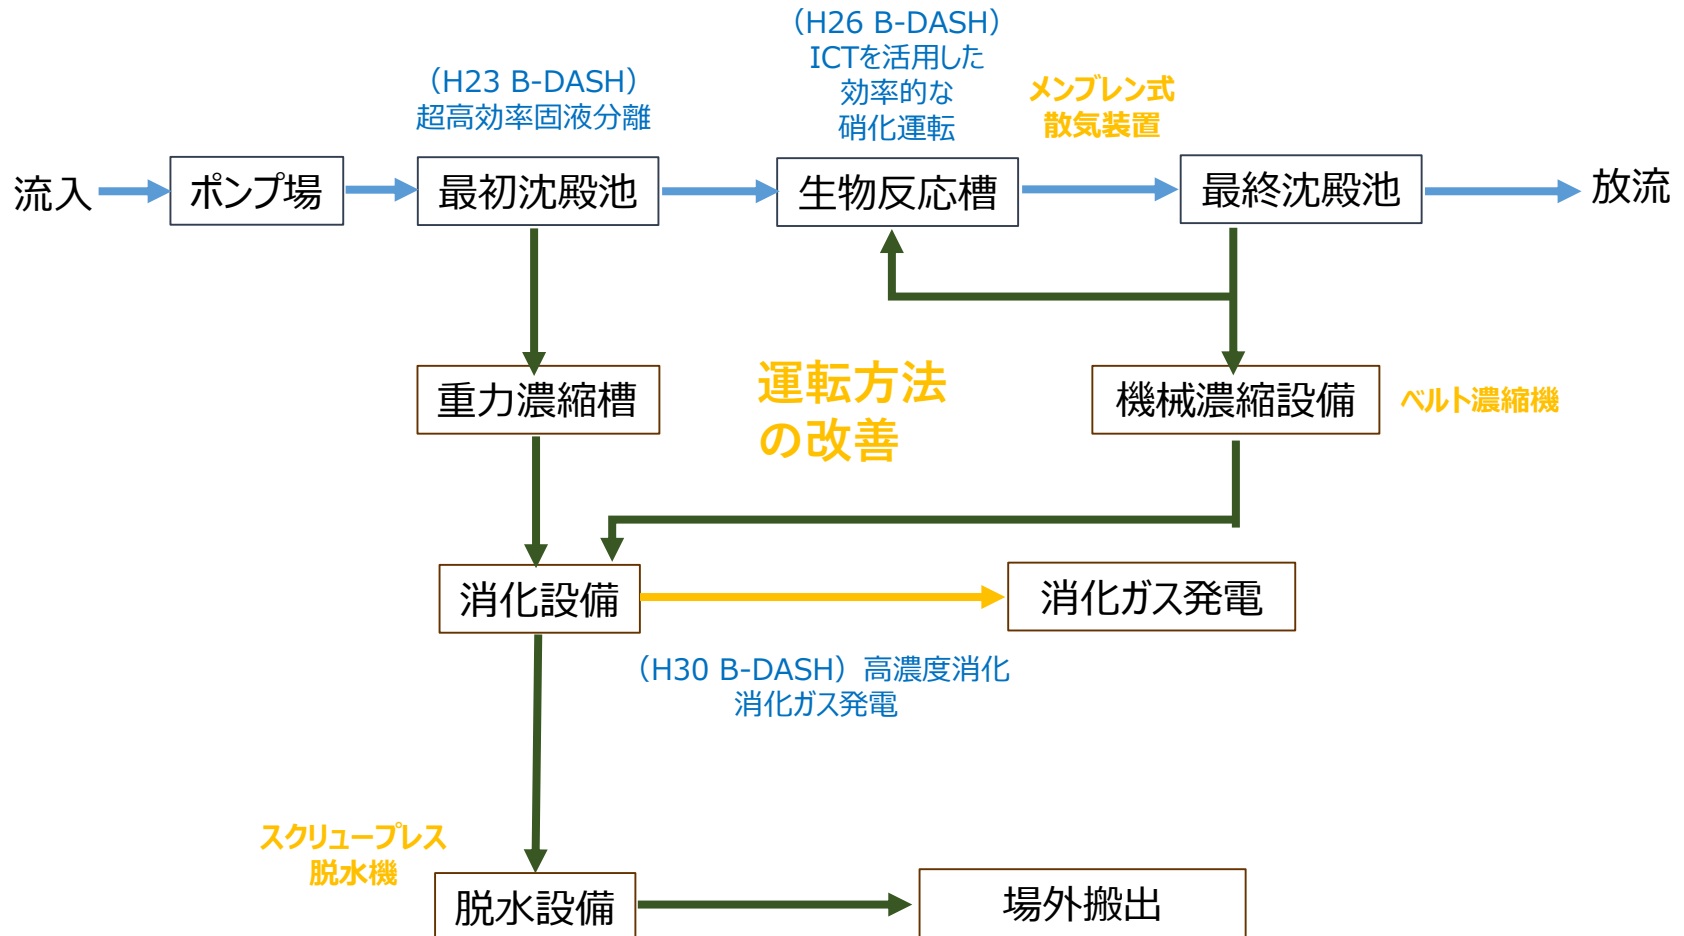 （H26 B-DASH）
ICTを活用した
効率的な
硝化運転
（H23 B-DASH）
超高効率固液分離
メンブレン式
散気装置
流入
ポンプ場
最初沈殿池
生物反応槽
最終沈殿池
放流
運転方法
の改善
重力濃縮槽
機械濃縮設備
ベルト濃縮機
消化設備
消化ガス発電
（H30 B-DASH）高濃度消化
消化ガス発電
スクリュープレス
脱水機
脱水設備
場外搬出